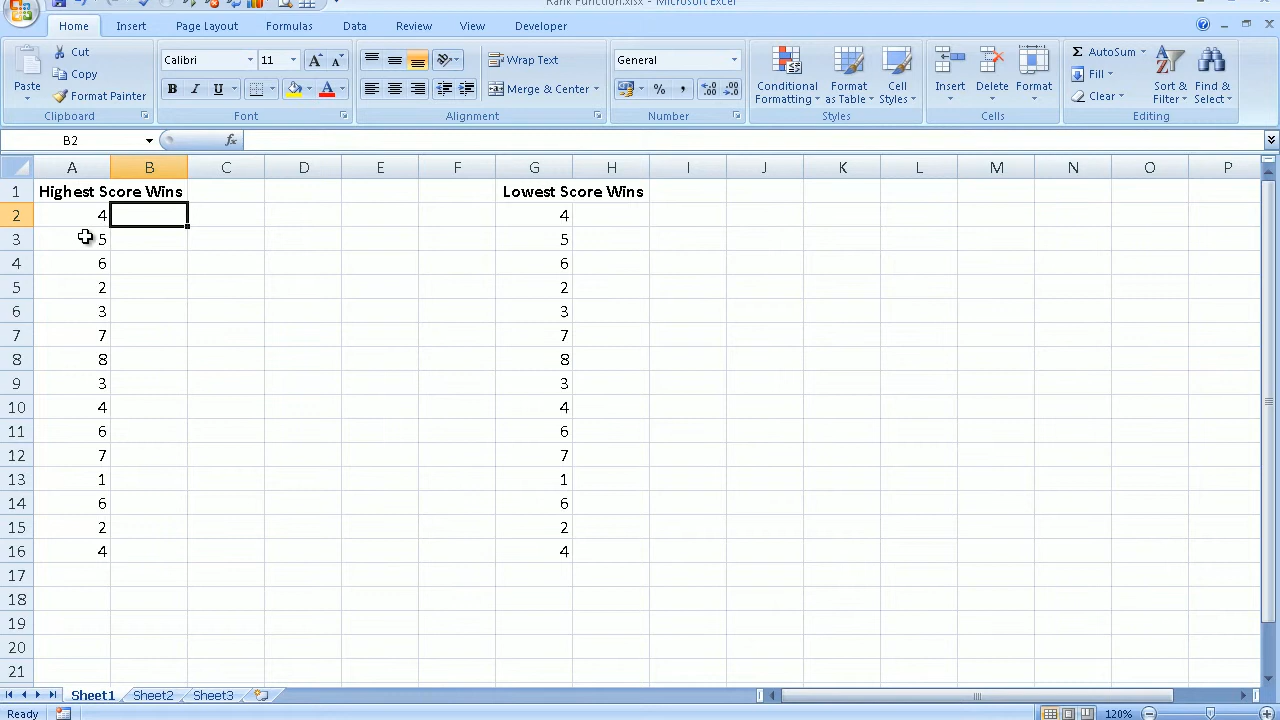 Rank Function.xlsx - Microsoft Excel
Home Insert Page Layout Formulas Data Review View Developer
Paste Cut Copy Format Painter
Clipboard
Calibri 11
B I U A
Font
Wrap Text
Merge & Center
Alignment
General
% ,
Number
Conditional Formatting Format as Table Cell Styles
Styles
Insert Delete Format
Cells
Σ AutoSum Fill Clear
Sort & Filter Find & Select
Editing
B2 fx
A B C D E F G H I J K L M N O P
1 Highest Score Wins Lowest Score Wins
2 4 4
3 5 5
4 6 6
5 2 2
6 3 3
7 7 7
8 8 8
9 3 3
10 4 4
11 6 6
12 7 7
13 1 1
14 6 6
15 2 2
16 4 4
17
18
19
20
21
Sheet1 Sheet2 Sheet3
Ready 120%